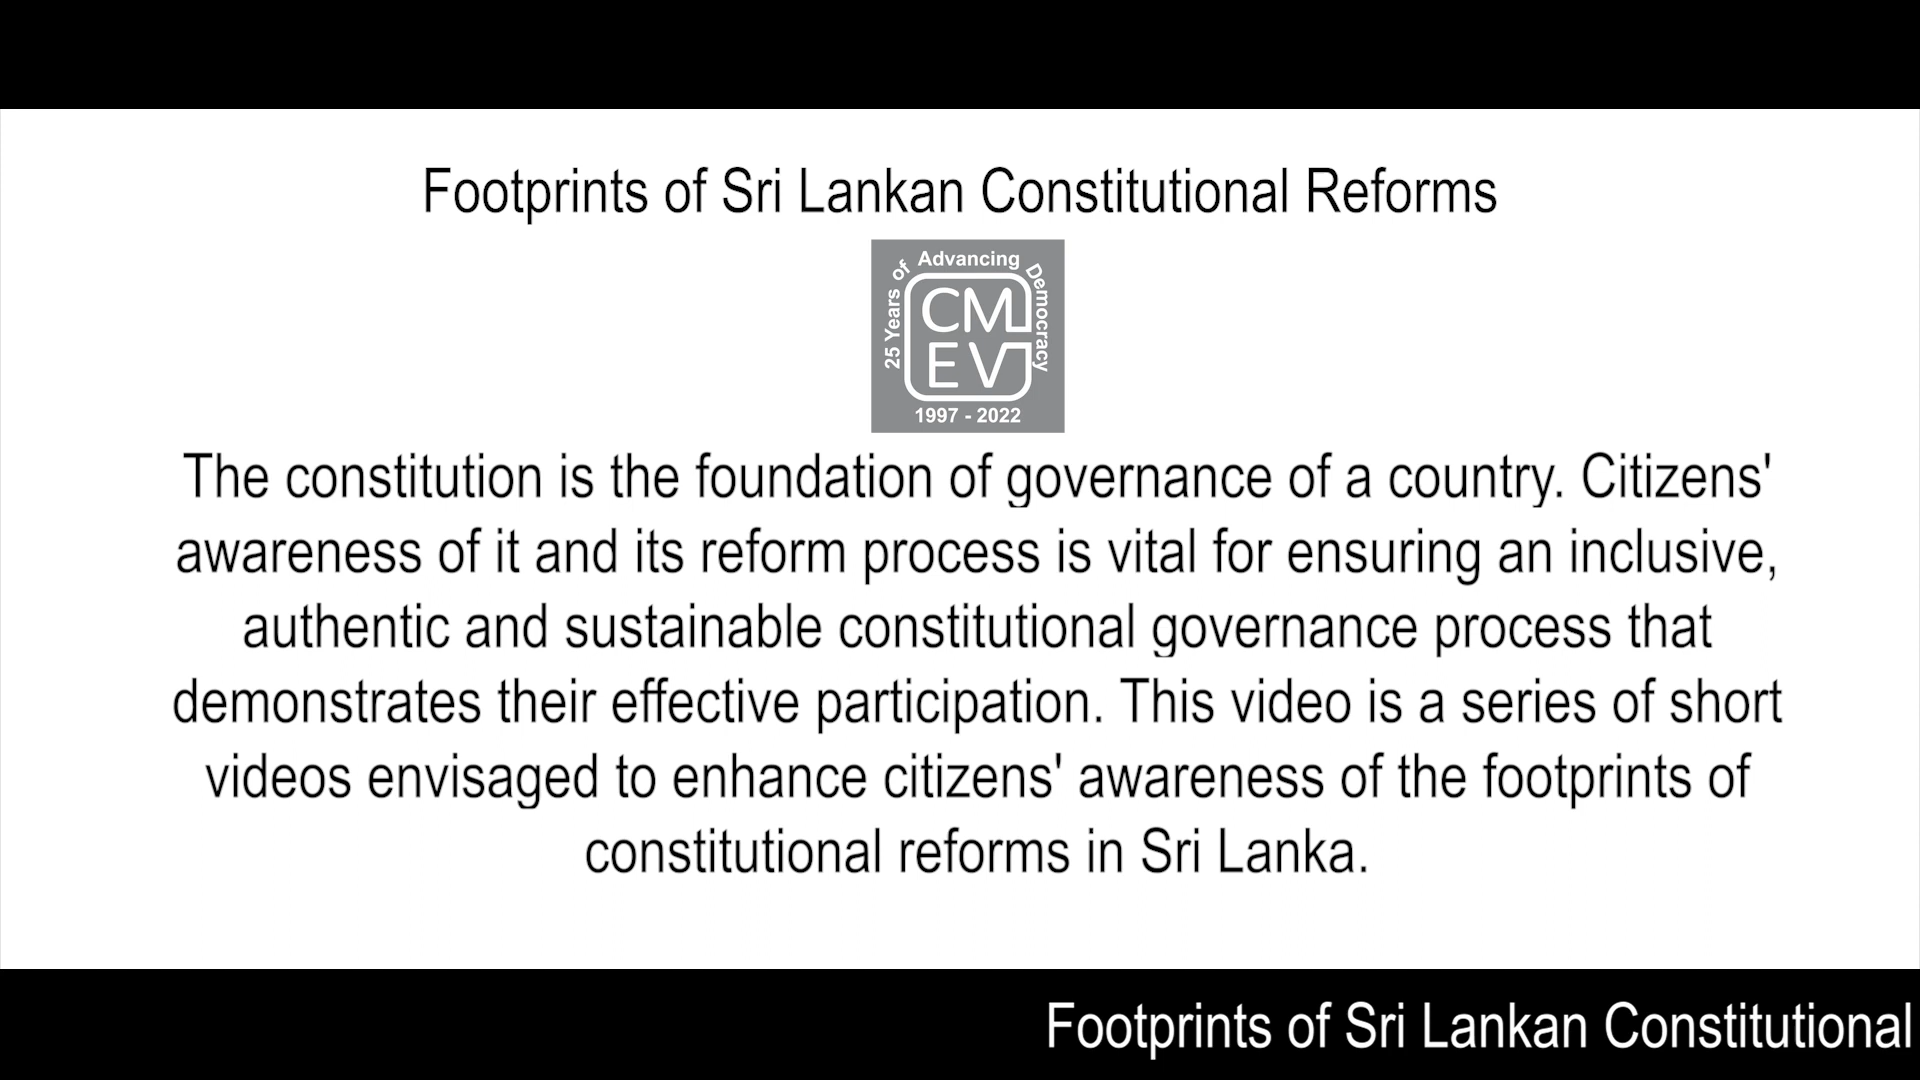 Footprints of Sri Lankan Constitutional Reforms
25 Years of Advancing Democracy
CM
EV
1997 - 2022
The constitution is the foundation of governance of a country. Citizens'
awareness of it and its reform process is vital for ensuring an inclusive,
authentic and sustainable constitutional governance process that
demonstrates their effective participation. This video is a series of short
videos envisaged to enhance citizens' awareness of the footprints of
constitutional reforms in Sri Lanka.
Footprints of Sri Lankan Constitutional